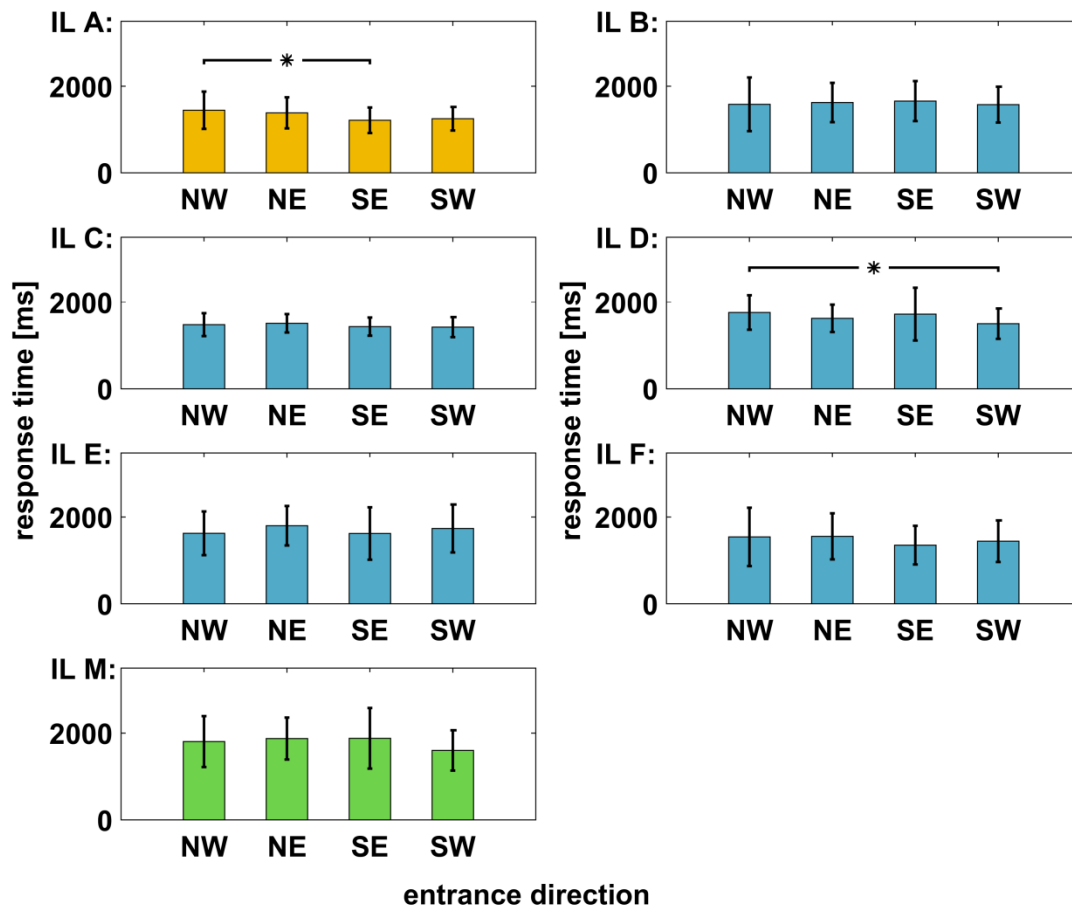 IL A:
2000
0
*
NW NE SE SW
IL B:
2000
0
NW NE SE SW
IL C:
2000
0
NW NE SE SW
IL D:
2000
0
*
NW NE SE SW
IL E:
2000
0
NW NE SE SW
IL F:
2000
0
NW NE SE SW
IL M:
2000
0
NW NE SE SW
response time [ms]
response time [ms]
entrance direction